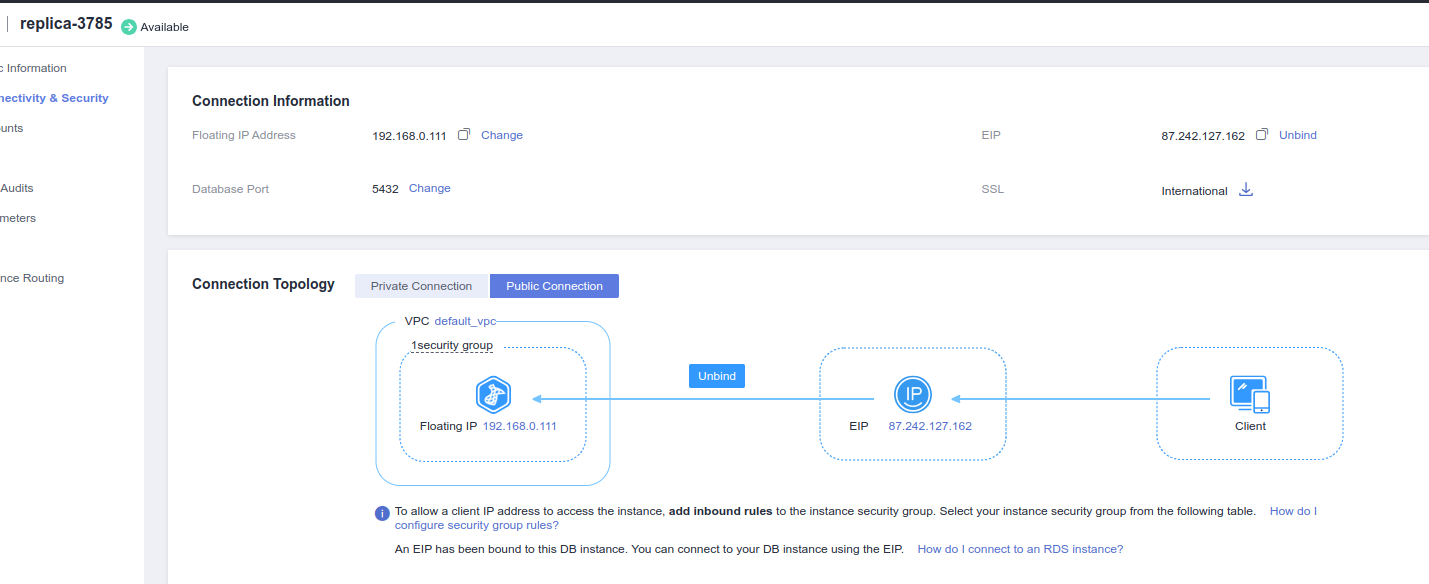 replica-3785 Available
c Information
nectivity & Security
unts
Audits
meters
nce Routing
Connection Information
Floating IP Address 192.168.0.111 Change EIP 87.242.127.162 Unbind
Database Port 5432 Change SSL International
Connection Topology Private Connection Public Connection
VPC default_vpc
1security group
Unbind
IP
Floating IP 192.168.0.111 EIP 87.242.127.162 Client
To allow a client IP address to access the instance, add inbound rules to the instance security group. Select your instance security group from the following table. How do I
configure security group rules?
An EIP has been bound to this DB instance. You can connect to your DB instance using the EIP. How do I connect to an RDS instance?